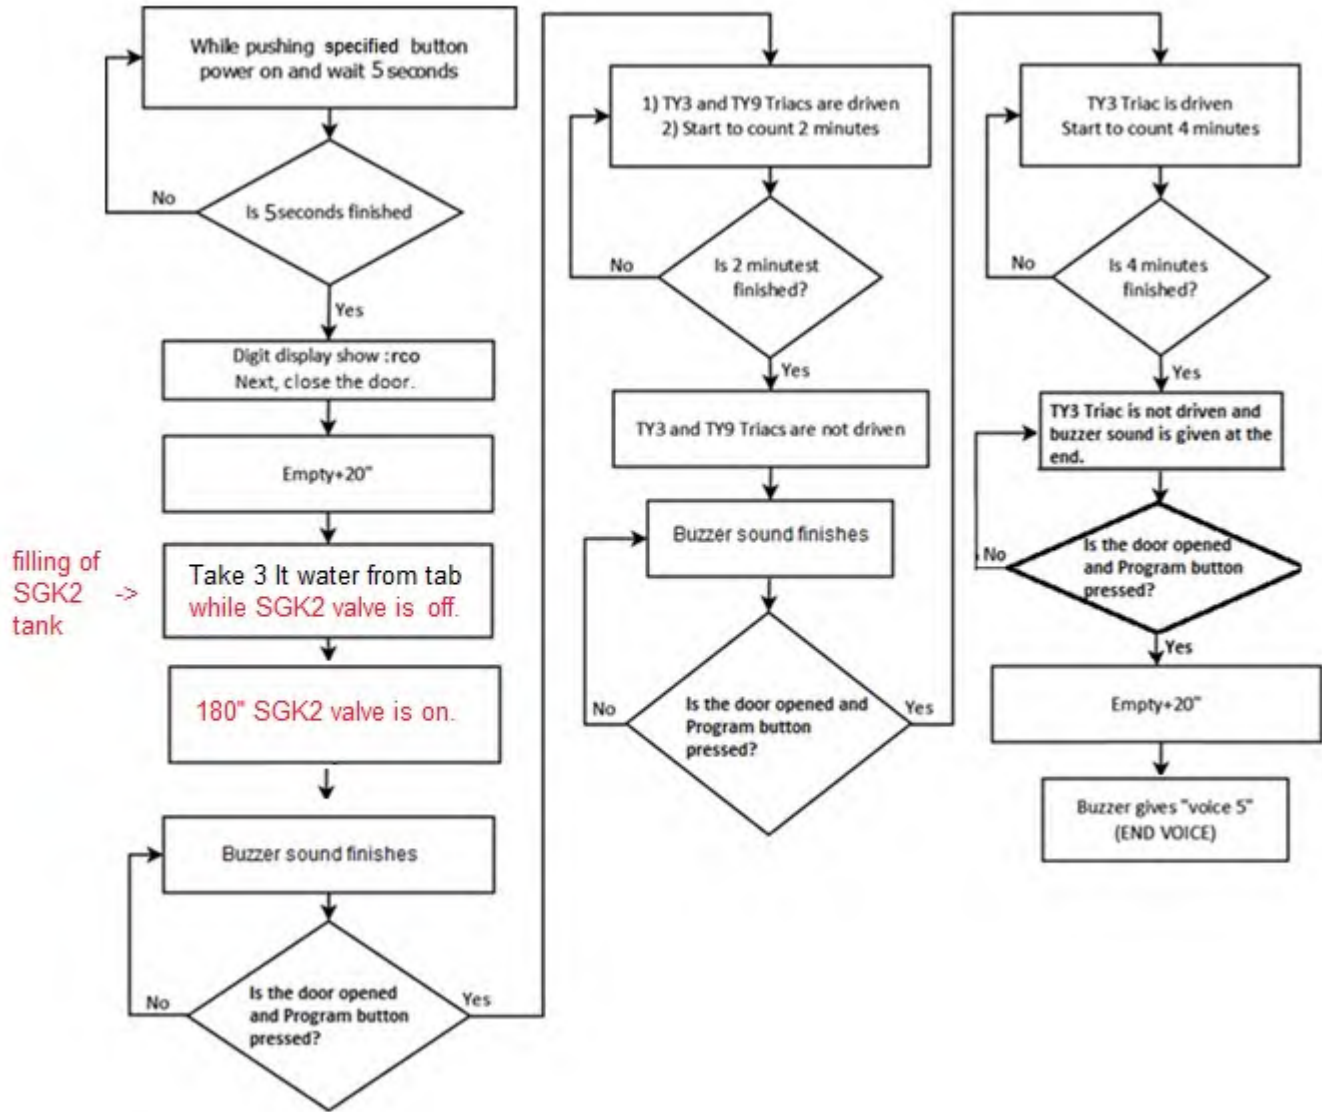 While pushing specified button
power on and wait 5 seconds
No
Is 5seconds finished
Yes
Digit display show :rco
Next, close the door.
Empty+20"
filling of
SGK2 ->
tank
Take 3 lt water from tab
while SGK2 valve is off.
180" SGK2 valve is on.
Buzzer sound finishes
No
Is the door opened
and Program button
pressed?
Yes
1) TY3 and TY9 Triacs are driven
2) Start to count 2 minutes
No
Is 2 minutest
finished?
Yes
TY3 and TY9 Triacs are not driven
Buzzer sound finishes
No
Is the door opened and
Program button
pressed?
Yes
TY3 Triac is driven
Start to count 4 minutes
No
Is 4 minutes
finished?
Yes
TY3 Triac is not driven and
buzzer sound is given at the
end.
No
Is the door opened
and Program button
pressed?
Yes
Empty+20"
Buzzer gives "voice 5"
(END VOICE)